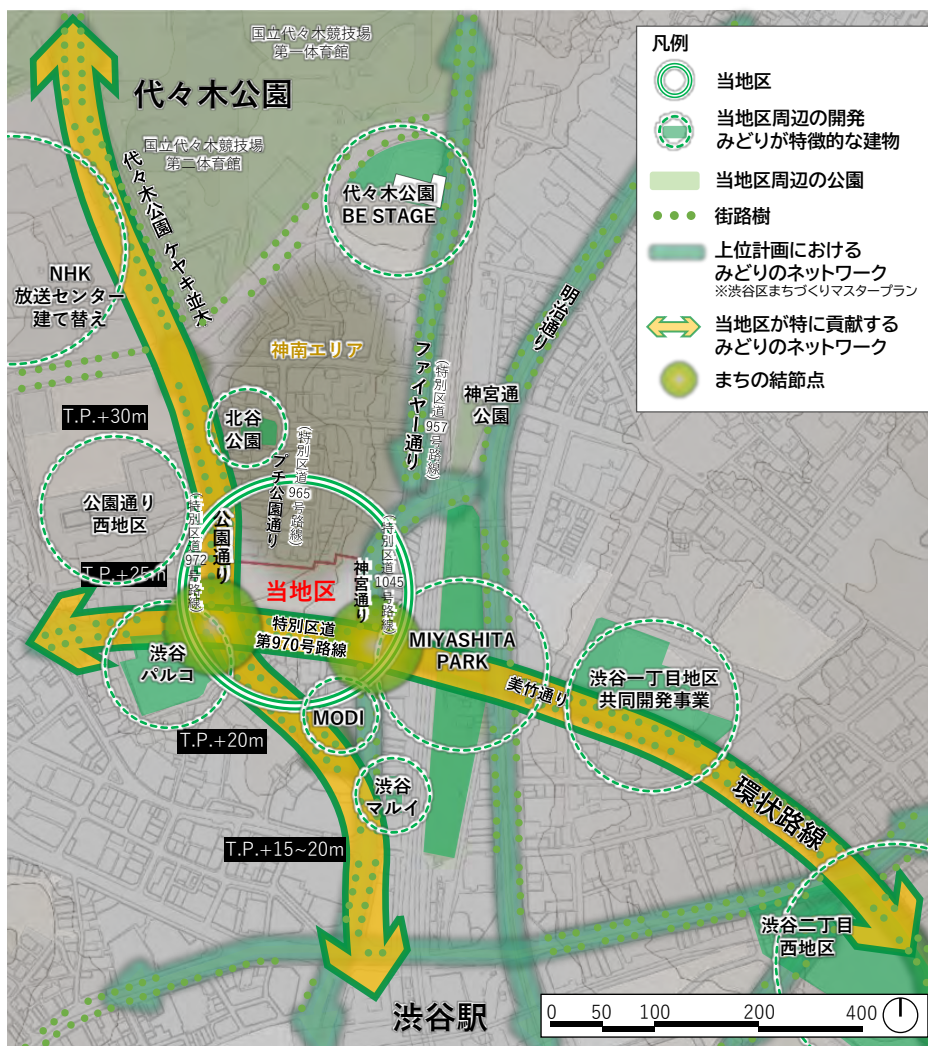 国立代々木競技場
第一体育館
代々木公園
国立代々木競技場
第二体育館
代々木公園 ケヤキ並木
代々木公園
BE STAGE
NHK
放送センター
建て替え
神南エリア
ファイヤー通り
(特別区道957号路線)
明治通り
神宮通
公園
T.P.+30m
北谷
公園
プチ公園通り
(特別区道965号路線)
公園通り
西地区
(特別区道972号路線)
公園通り
T.P.+25m
当地区
神宮通り
(特別区道1045号路線)
特別区道
第970号路線
MIYASHITA
PARK
美竹通り
渋谷一丁目地区
共同開発事業
渋谷
パルコ
MODI
T.P.+20m
渋谷
マルイ
T.P.+15~20m
環状路線
渋谷二丁目
西地区
渋谷駅
凡例
当地区
当地区周辺の開発
みどりが特徴的な建物
当地区周辺の公園
街路樹
上位計画における
みどりのネットワーク
※渋谷区まちづくりマスタープラン
当地区が特に貢献する
みどりのネットワーク
まちの結節点
0 50 100 200 400